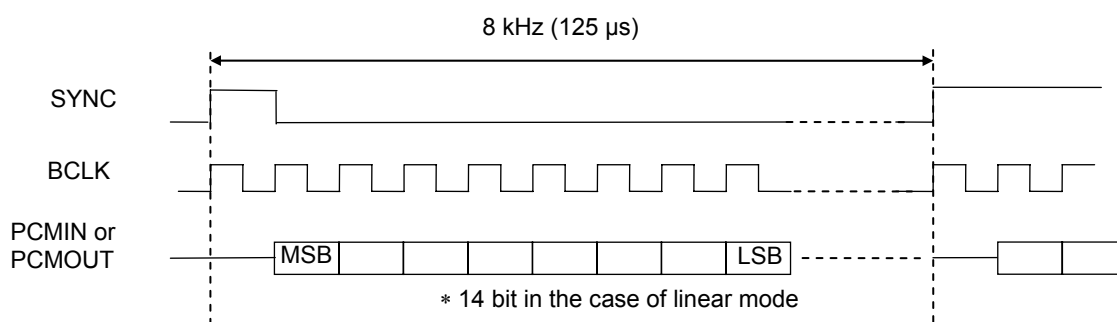 8 kHz (125 µs)
SYNC
BCLK
PCMIN or
PCMOUT
MSB
LSB
* 14 bit in the case of linear mode